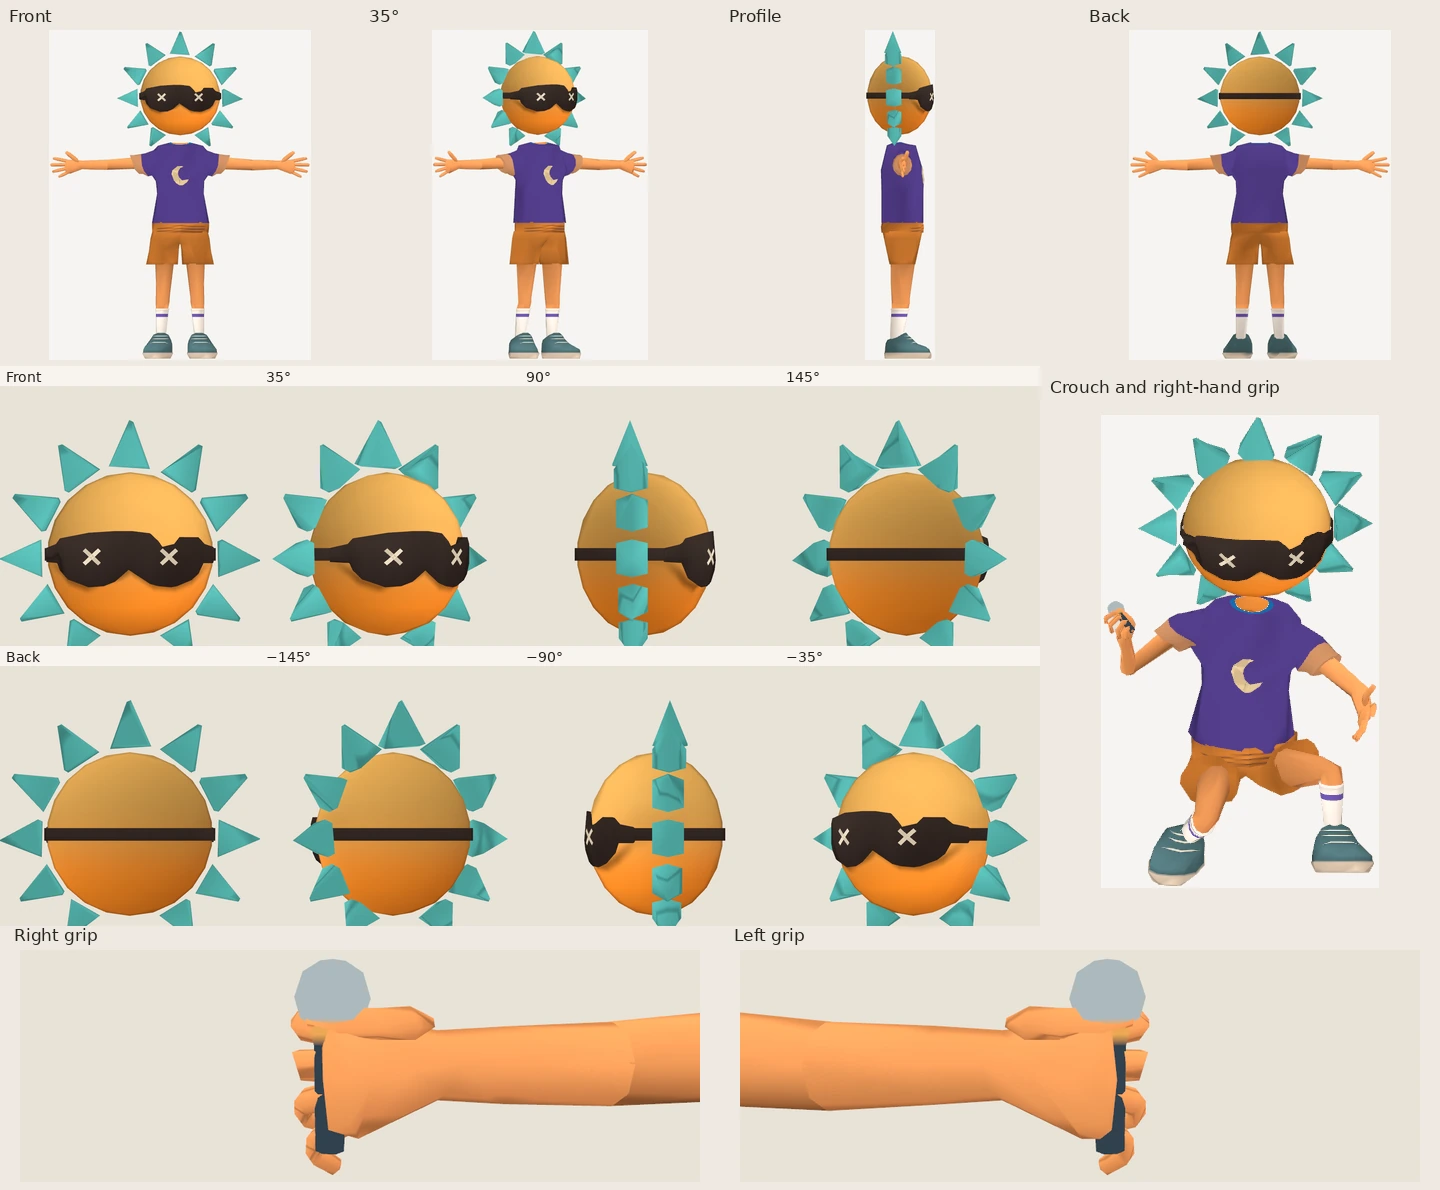 Front
35°
Profile
Back
Front
35°
90°
145°
Crouch and right-hand grip
Back
−145°
−90°
−35°
Right grip
Left grip